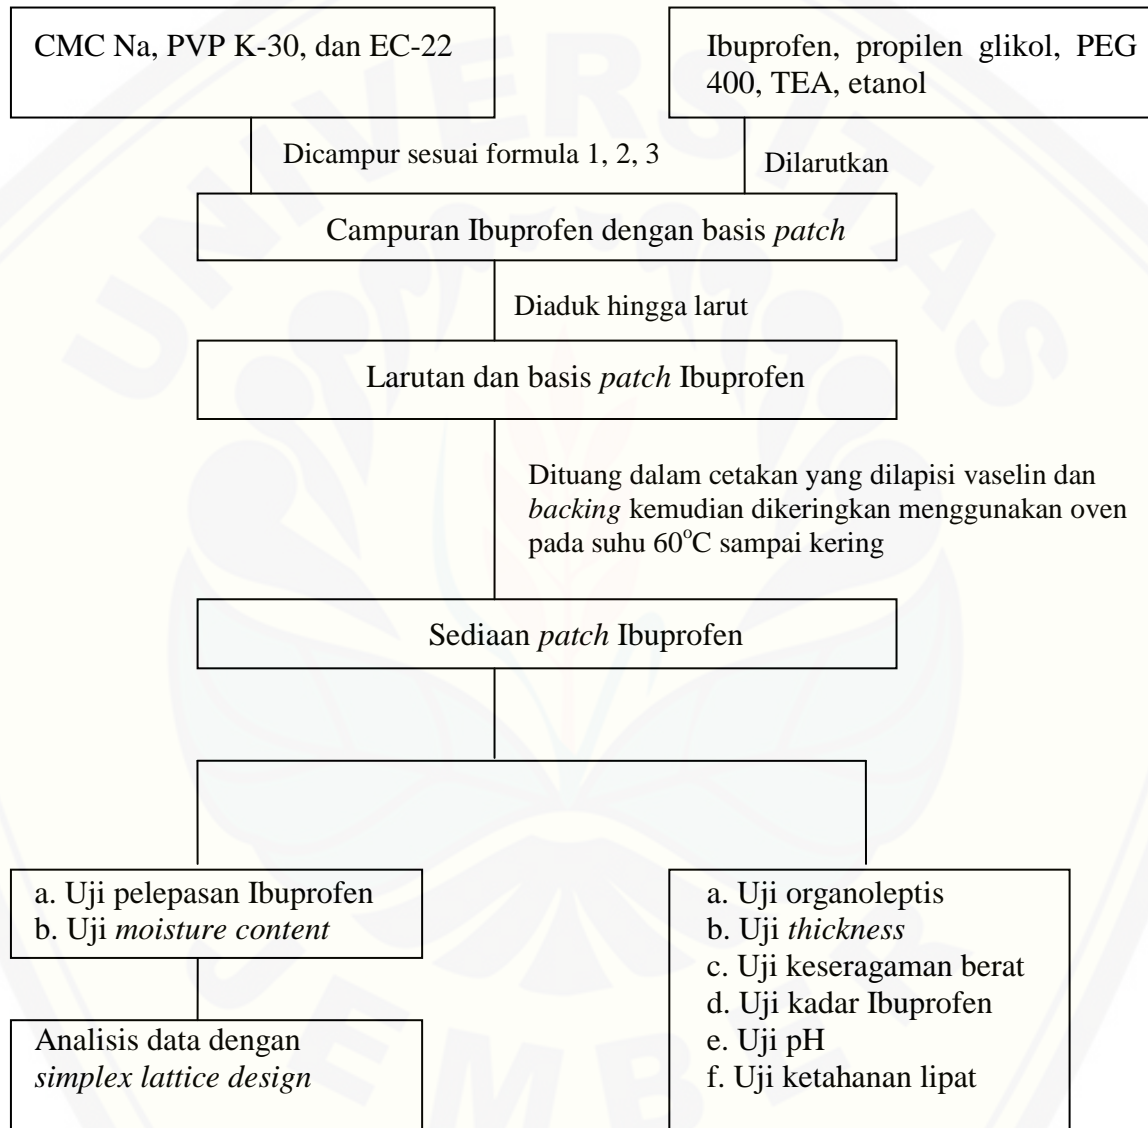 CMC Na, PVP K-30, dan EC-22
Ibuprofen, propilen glikol, PEG
400, TEA, etanol
Dicampur sesuai formula 1, 2, 3
Dilarutkan
Campuran Ibuprofen dengan basis patch
Diaduk hingga larut
Larutan dan basis patch Ibuprofen
Dituang dalam cetakan yang dilapisi vaselin dan
backing kemudian dikeringkan menggunakan oven
pada suhu 60°C sampai kering
Sediaan patch Ibuprofen
a. Uji pelepasan Ibuprofen
b. Uji moisture content
Analisis data dengan
simplex lattice design
a. Uji organoleptis
b. Uji thickness
c. Uji keseragaman berat
d. Uji kadar Ibuprofen
e. Uji pH
f. Uji ketahanan lipat
UNIVERSITAS
JEMBER